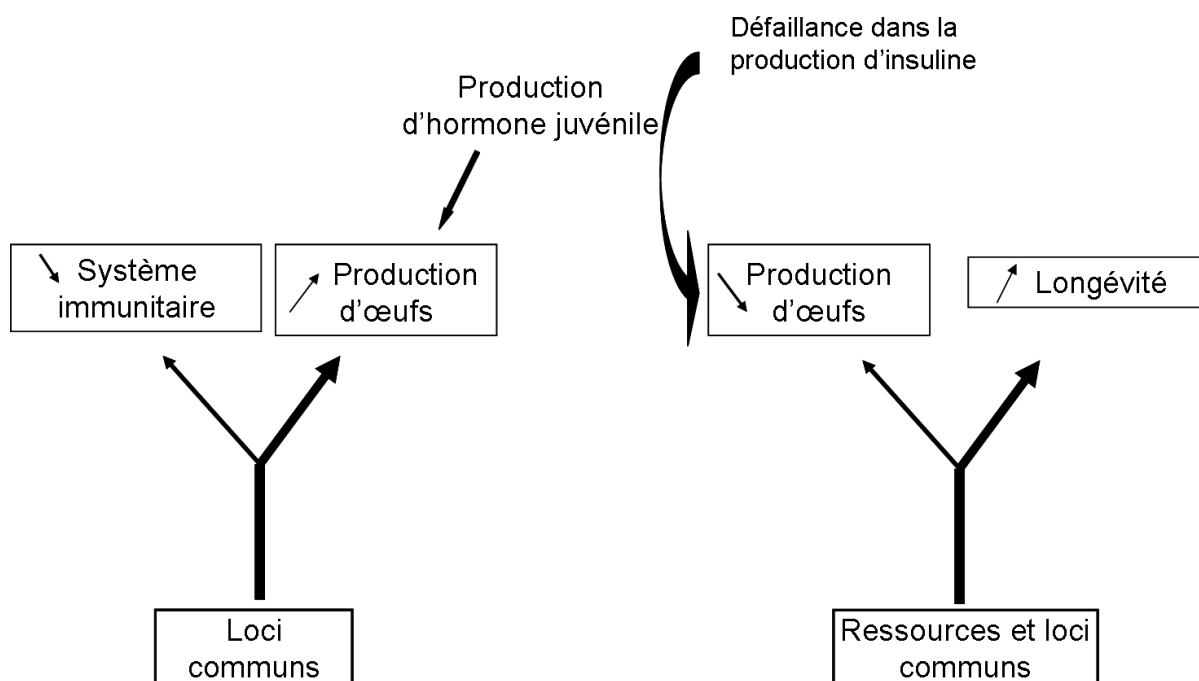 Défaillance dans la
production d'insuline
Production
d'hormone juvénile
Système
immunitaire
Production
d'œufs
Production
d'œufs
Longévité
Loci
communs
Ressources et loci
communs